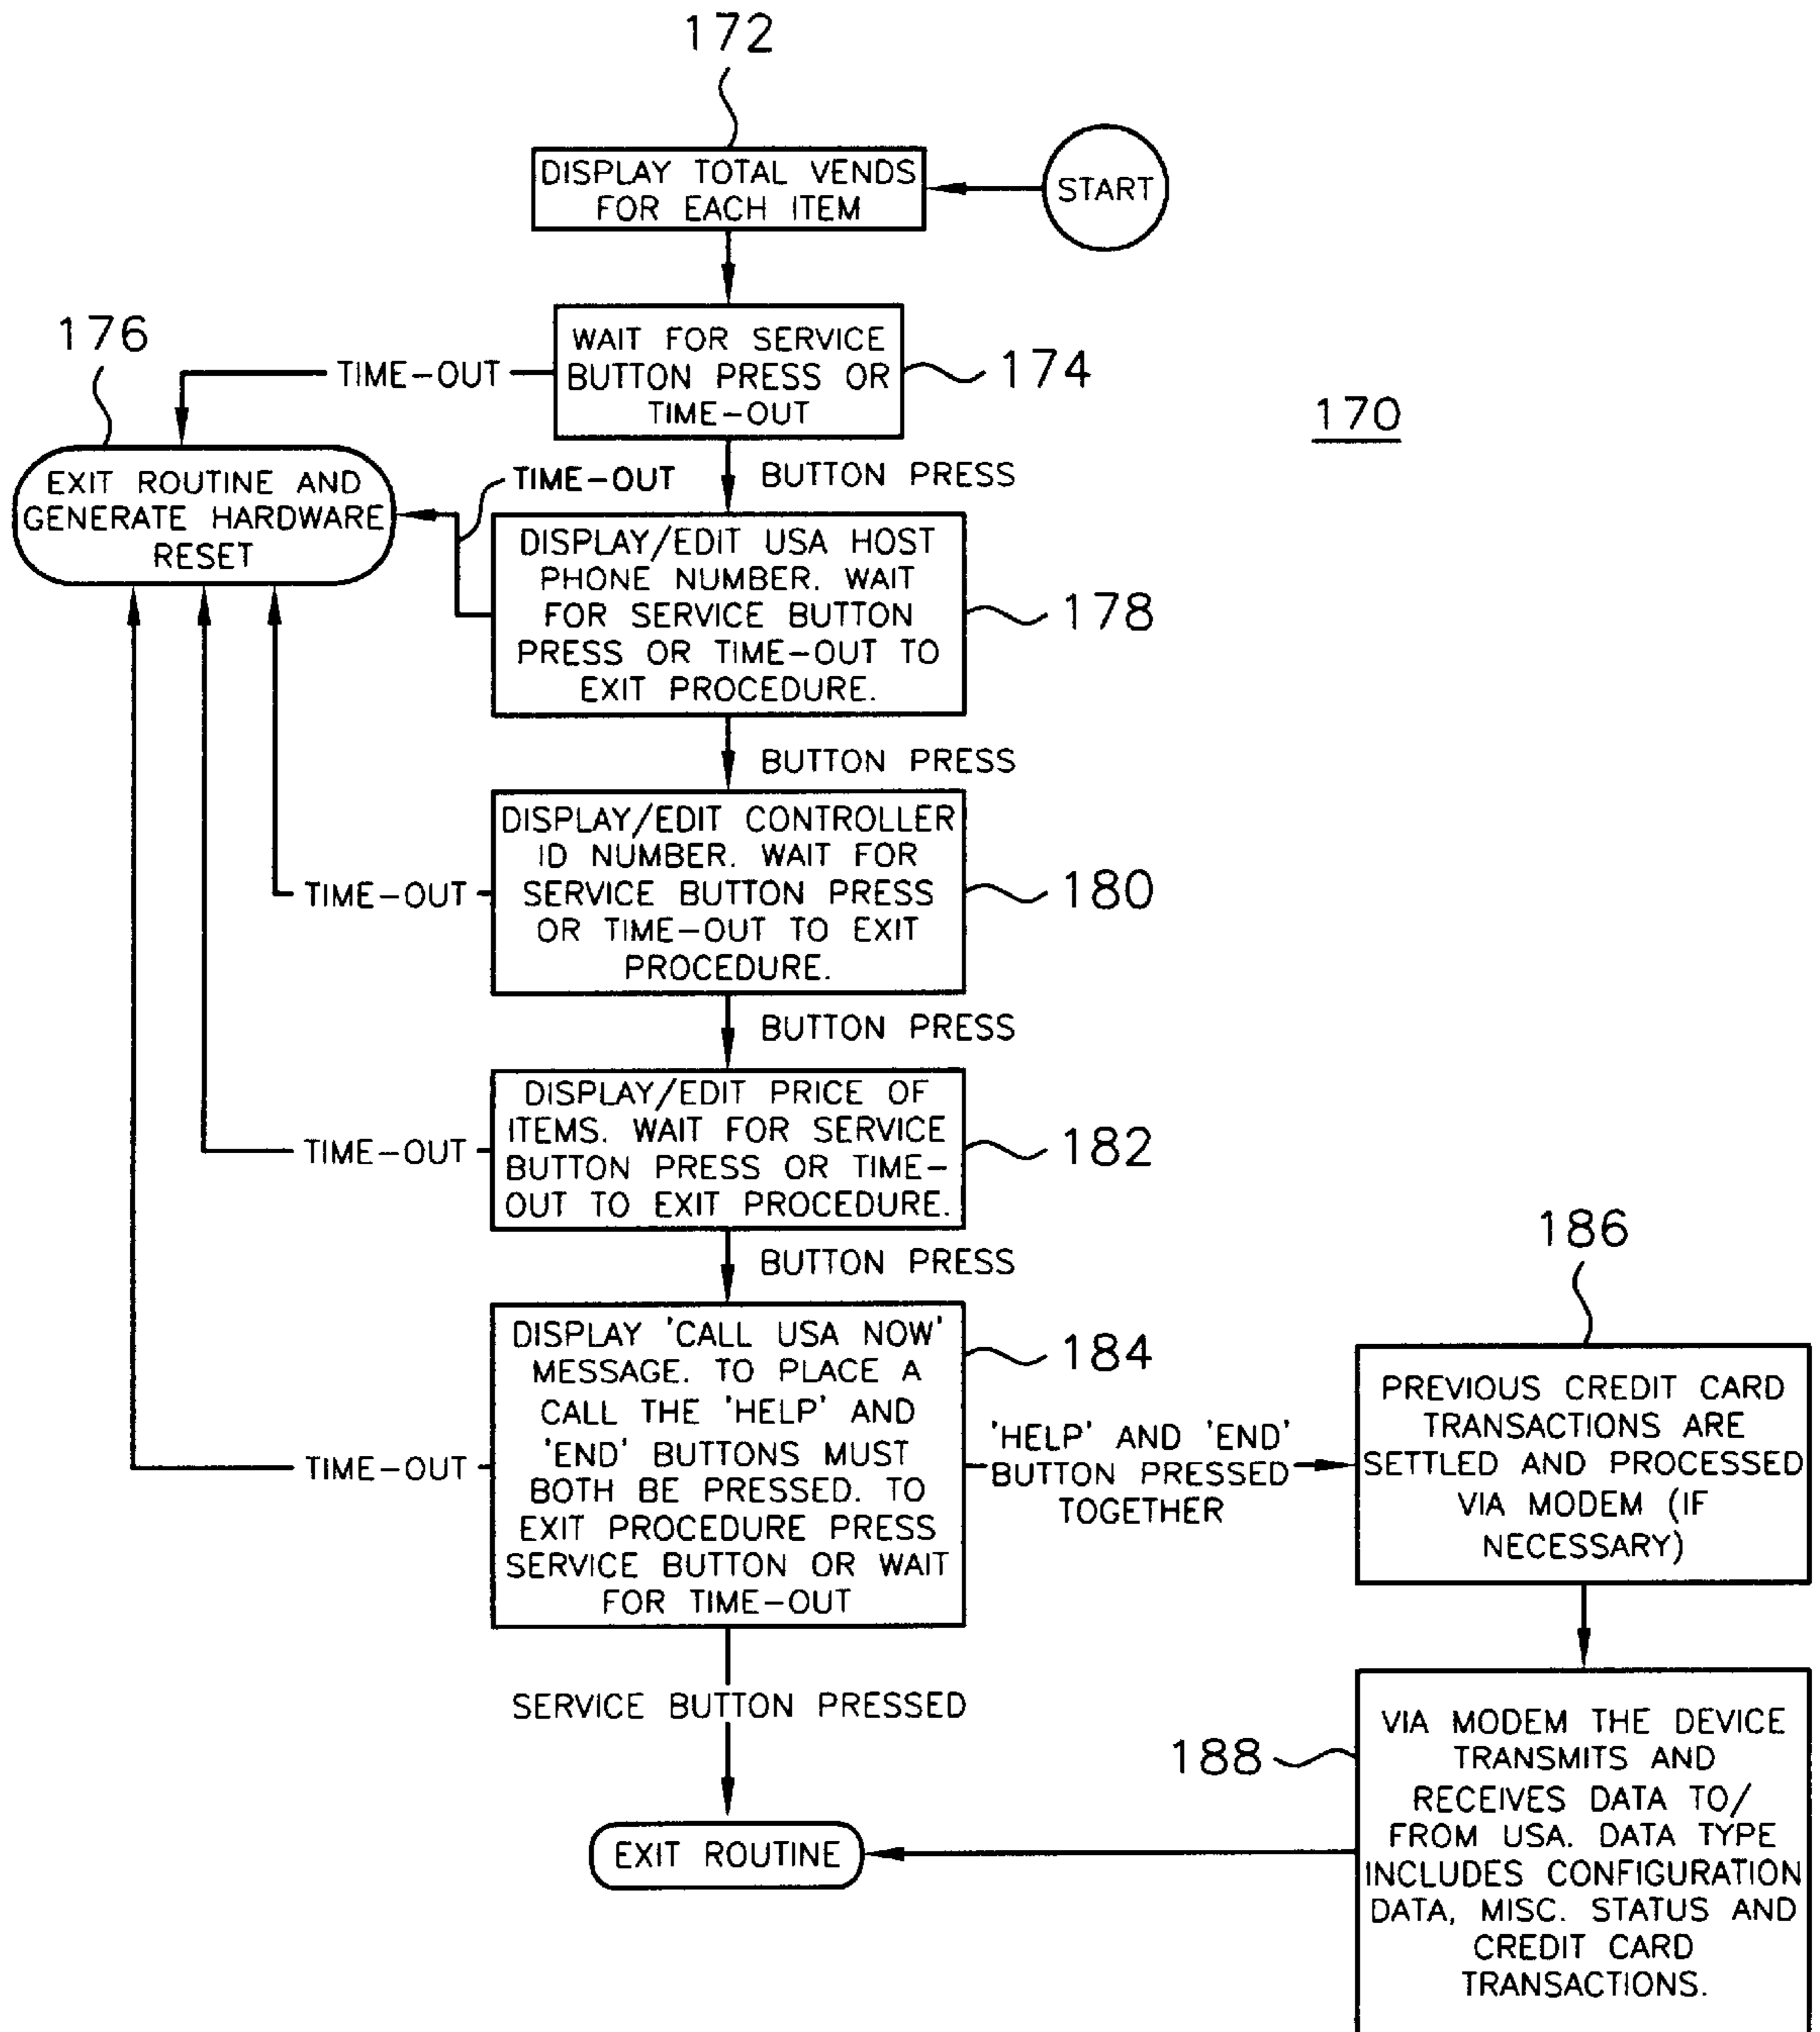 172
DISPLAY TOTAL VENDS
FOR EACH ITEM
START
176
TIME-OUT
WAIT FOR SERVICE
BUTTON PRESS OR
TIME-OUT
174
170
EXIT ROUTINE AND
GENERATE HARDWARE
RESET
TIME-OUT
BUTTON PRESS
DISPLAY/EDIT USA HOST
PHONE NUMBER. WAIT
FOR SERVICE BUTTON
PRESS OR TIME-OUT TO
EXIT PROCEDURE.
178
BUTTON PRESS
TIME-OUT
DISPLAY/EDIT CONTROLLER
ID NUMBER. WAIT FOR
SERVICE BUTTON PRESS
OR TIME-OUT TO EXIT
PROCEDURE.
180
BUTTON PRESS
TIME-OUT
DISPLAY/EDIT PRICE OF
ITEMS. WAIT FOR SERVICE
BUTTON PRESS OR TIME-
OUT TO EXIT PROCEDURE.
182
BUTTON PRESS
TIME-OUT
DISPLAY 'CALL USA NOW'
MESSAGE. TO PLACE A
CALL THE 'HELP' AND
'END' BUTTONS MUST
BOTH BE PRESSED. TO
EXIT PROCEDURE PRESS
SERVICE BUTTON OR WAIT
FOR TIME-OUT
184
'HELP' AND 'END'
BUTTON PRESSED
TOGETHER
186
PREVIOUS CREDIT CARD
TRANSACTIONS ARE
SETTLED AND PROCESSED
VIA MODEM (IF
NECESSARY)
SERVICE BUTTON PRESSED
EXIT ROUTINE
188
VIA MODEM THE DEVICE
TRANSMITS AND
RECEIVES DATA TO/
FROM USA. DATA TYPE
INCLUDES CONFIGURATION
DATA, MISC. STATUS AND
CREDIT CARD
TRANSACTIONS.